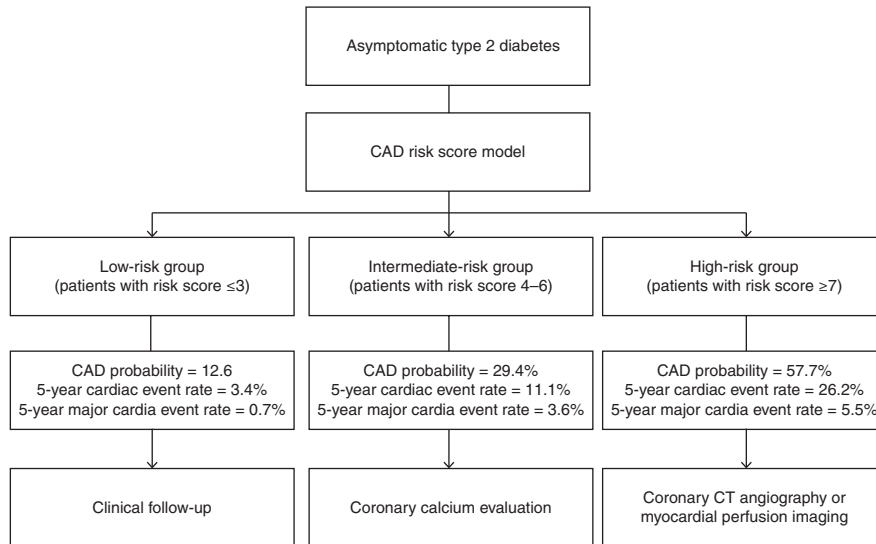 Asymptomatic type 2 diabetes
CAD risk score model
Low-risk group
(patients with risk score ≤3)
Intermediate-risk group
(patients with risk score 4–6)
High-risk group
(patients with risk score ≥7)
CAD probability = 12.6
5-year cardiac event rate = 3.4%
5-year major cardia event rate = 0.7%
CAD probability = 29.4%
5-year cardiac event rate = 11.1%
5-year major cardia event rate = 3.6%
CAD probability = 57.7%
5-year cardiac event rate = 26.2%
5-year major cardia event rate = 5.5%
Clinical follow-up
Coronary calcium evaluation
Coronary CT angiography or
myocardial perfusion imaging